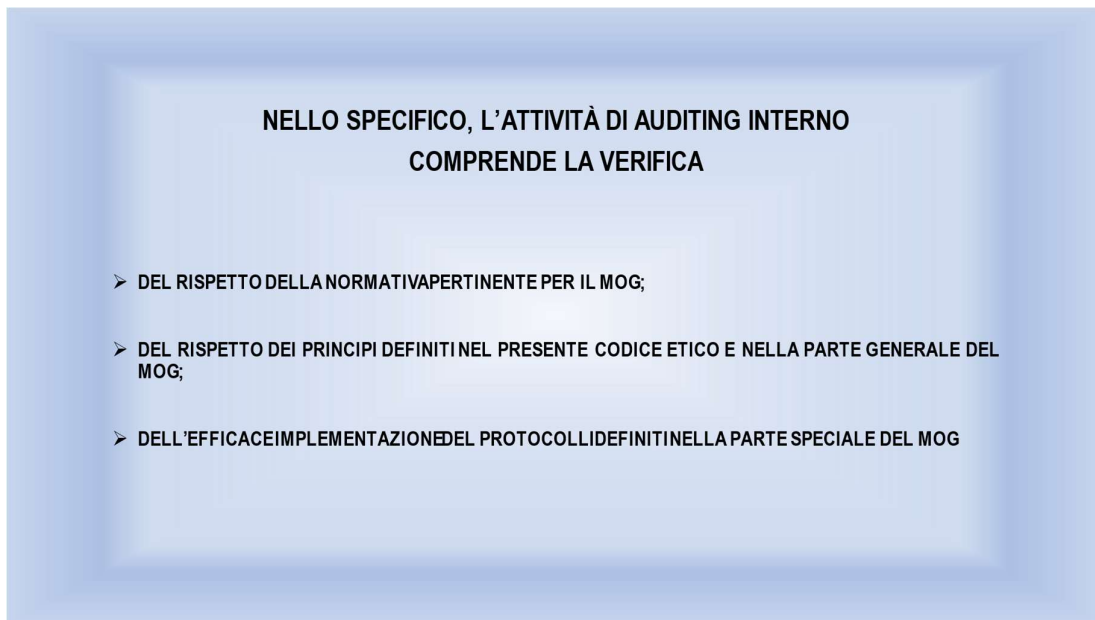 NELLO SPECIFICO, L’ATTIVITÀ DI AUDITING INTERNO
COMPRENDE LA VERIFICA
➢ DEL RISPETTO DELLA NORMATIVAPERTINENTE PER IL MOG;
➢ DEL RISPETTO DEI PRINCIPI DEFINITI NEL PRESENTE CODICE ETICO E NELLA PARTE GENERALE DEL
MOG;
➢ DELL’EFFICACEIMPLEMENTAZIONEDEL PROTOCOLLIDEFINITINELLA PARTE SPECIALE DEL MOG